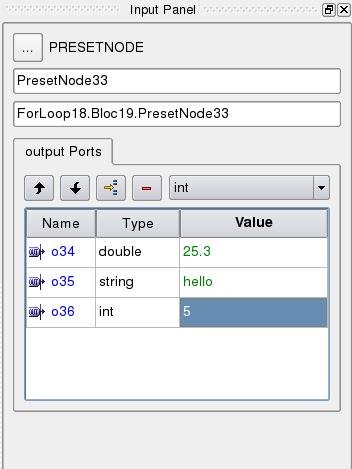 Input Panel
... PRESETNODE
PresetNode33
ForLoop18.Bloc19.PresetNode33
output Ports
int
Name Type Value
o34 double 25.3
o35 string hello
o36 int 5